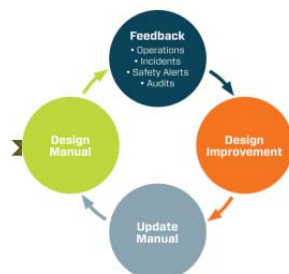 Feedback
• Operations
• Incidents
• Safety Alerts
• Audits
Design
Improvement
Update
Manual
Design
Manual